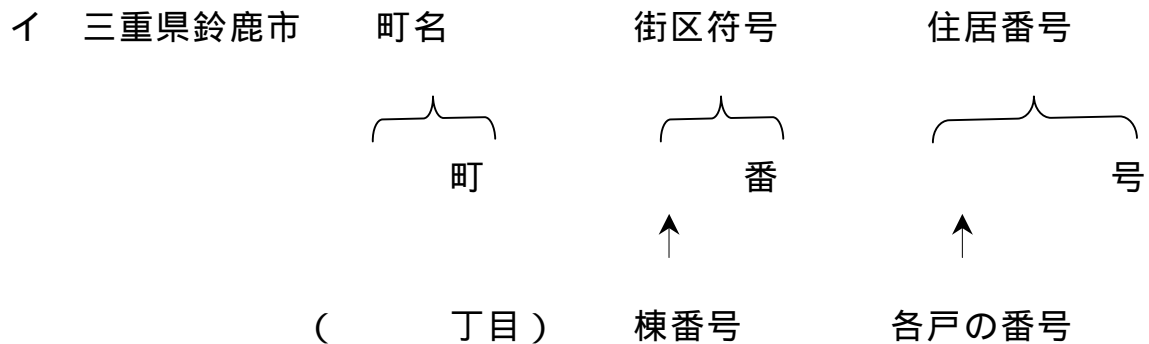 イ 三重県鈴鹿市 町名 街区符号 住居番号
町 番 号
( 丁目) 棟番号 各戸の番号